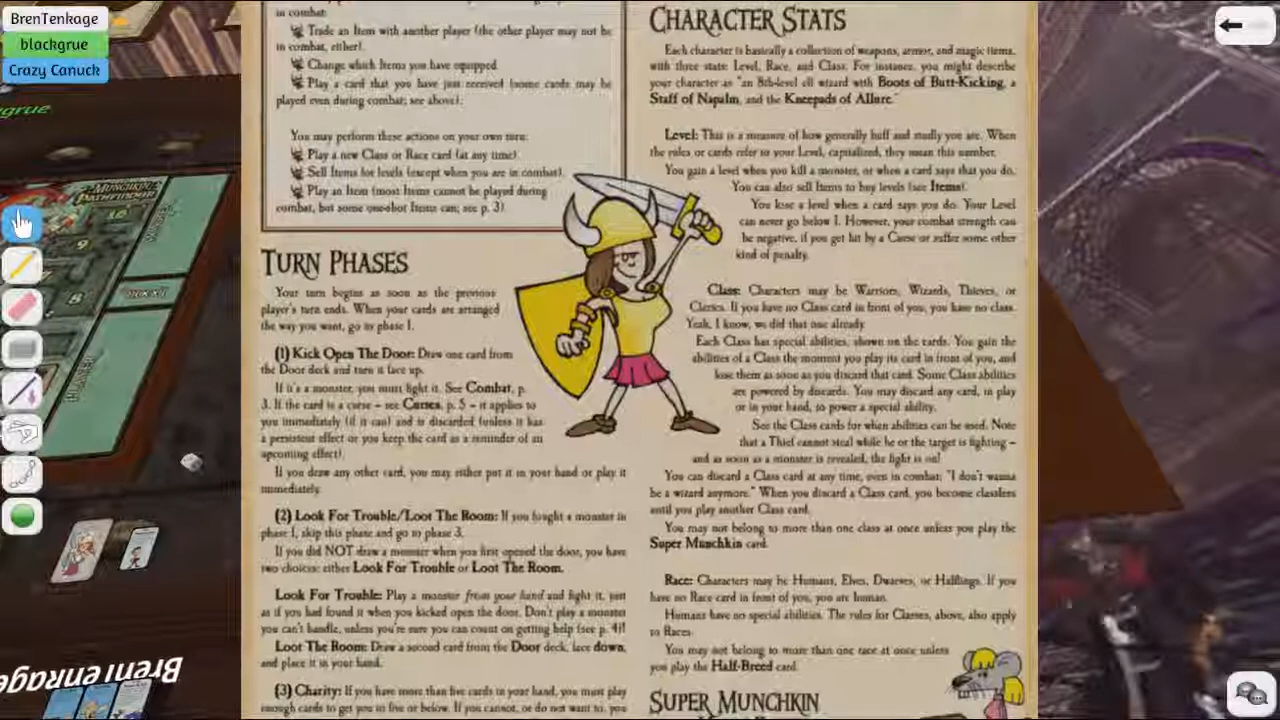 BrenTenkage
blackgrue
Crazy Canuck
grue
MUNCHKIN
PATHFINDER
10
9
8
in combat:
Trade an Item with another player (the other player may not be
in combat, either).
Change which Items you have equipped.
Play a card that you have just received (some cards may be
played even during combat; see above).
You may perform these actions on your own turn:
Play a new Class or Race card (at any time).
Sell Items for levels (except when you are in combat).
Play an Item (most Items cannot be played during
combat, but some one-shot Items can; see p. 3).
TURN PHASES
Your turn begins as soon as the previous
player's turn ends. When your cards are arranged
the way you want, go to phase 1.
(1) Kick Open The Door: Draw one card from
the Door deck and turn it face up.
If it's a monster, you must fight it. See Combat, p.
3. If the card is a curse – see Curses, p. 5 – it applies to
you immediately (if it can) and is discarded (unless it has
a persistent effect or you keep the card as a reminder of an
upcoming effect).
If you draw any other card, you may either put it in your hand or play it
immediately.
(2) Look For Trouble/Loot The Room: If you fought a monster in
phase 1, skip this phase and go to phase 3.
If you did NOT draw a monster when you first opened the door, you have
two choices: either Look For Trouble or Loot The Room.
Look For Trouble: Play a monster from your hand and fight it, just
as if you had found it when you kicked open the door. Don't play a monster
you can't handle, unless you're sure you can count on getting help (see p. 4)!
Loot The Room: Draw a second card from the Door deck, face down,
and place it in your hand.
(3) Charity: If you have more than five cards in your hand, you must play
enough cards to get you to five or below. If you cannot, or do not want to, you
CHARACTER STATS
Each character is basically a collection of weapons, armor, and magic items,
with three stats: Level, Race, and Class. For instance, you might describe
your character as "an 8th-level elf wizard with Boots of Butt-Kicking, a
Staff of Napalm, and the Kneepads of Allure."
Level: This is a measure of how generally buff and studly you are. When
the rules or cards refer to your Level, capitalized, they mean this number.
You gain a level when you kill a monster, or when a card says that you do.
You can also sell Items to buy levels (see Items).
You lose a level when a card says you do. Your Level
can never go below 1. However, your combat strength can
be negative, if you get hit by a Curse or suffer some other
kind of penalty.
Class: Characters may be Warriors, Wizards, Thieves, or
Clerics. If you have no Class card in front of you, you have no class.
Yeah, I know, we did that one already.
Each Class has special abilities, shown on the cards. You gain the
abilities of a Class the moment you play its card in front of you, and
lose them as soon as you discard that card. Some Class abilities
are powered by discards. You may discard any card, in play
or in your hand, to power a special ability.
See the Class cards for when abilities can be used. Note
that a Thief cannot steal while he or the target is fighting –
and as soon as a monster is revealed, the fight is on!
You can discard a Class card at any time, even in combat: "I don't wanna
be a wizard anymore." When you discard a Class card, you become classless
until you play another Class card.
You may not belong to more than one class at once unless you play the
Super Munchkin card.
Race: Characters may be Humans, Elves, Dwarves, or Halflings. If you
have no Race card in front of you, you are human.
Humans have no special abilities. The rules for Classes, above, also apply
to Races.
You may not belong to more than one race at once unless
you play the Half-Breed card.
SUPER MUNCHKIN